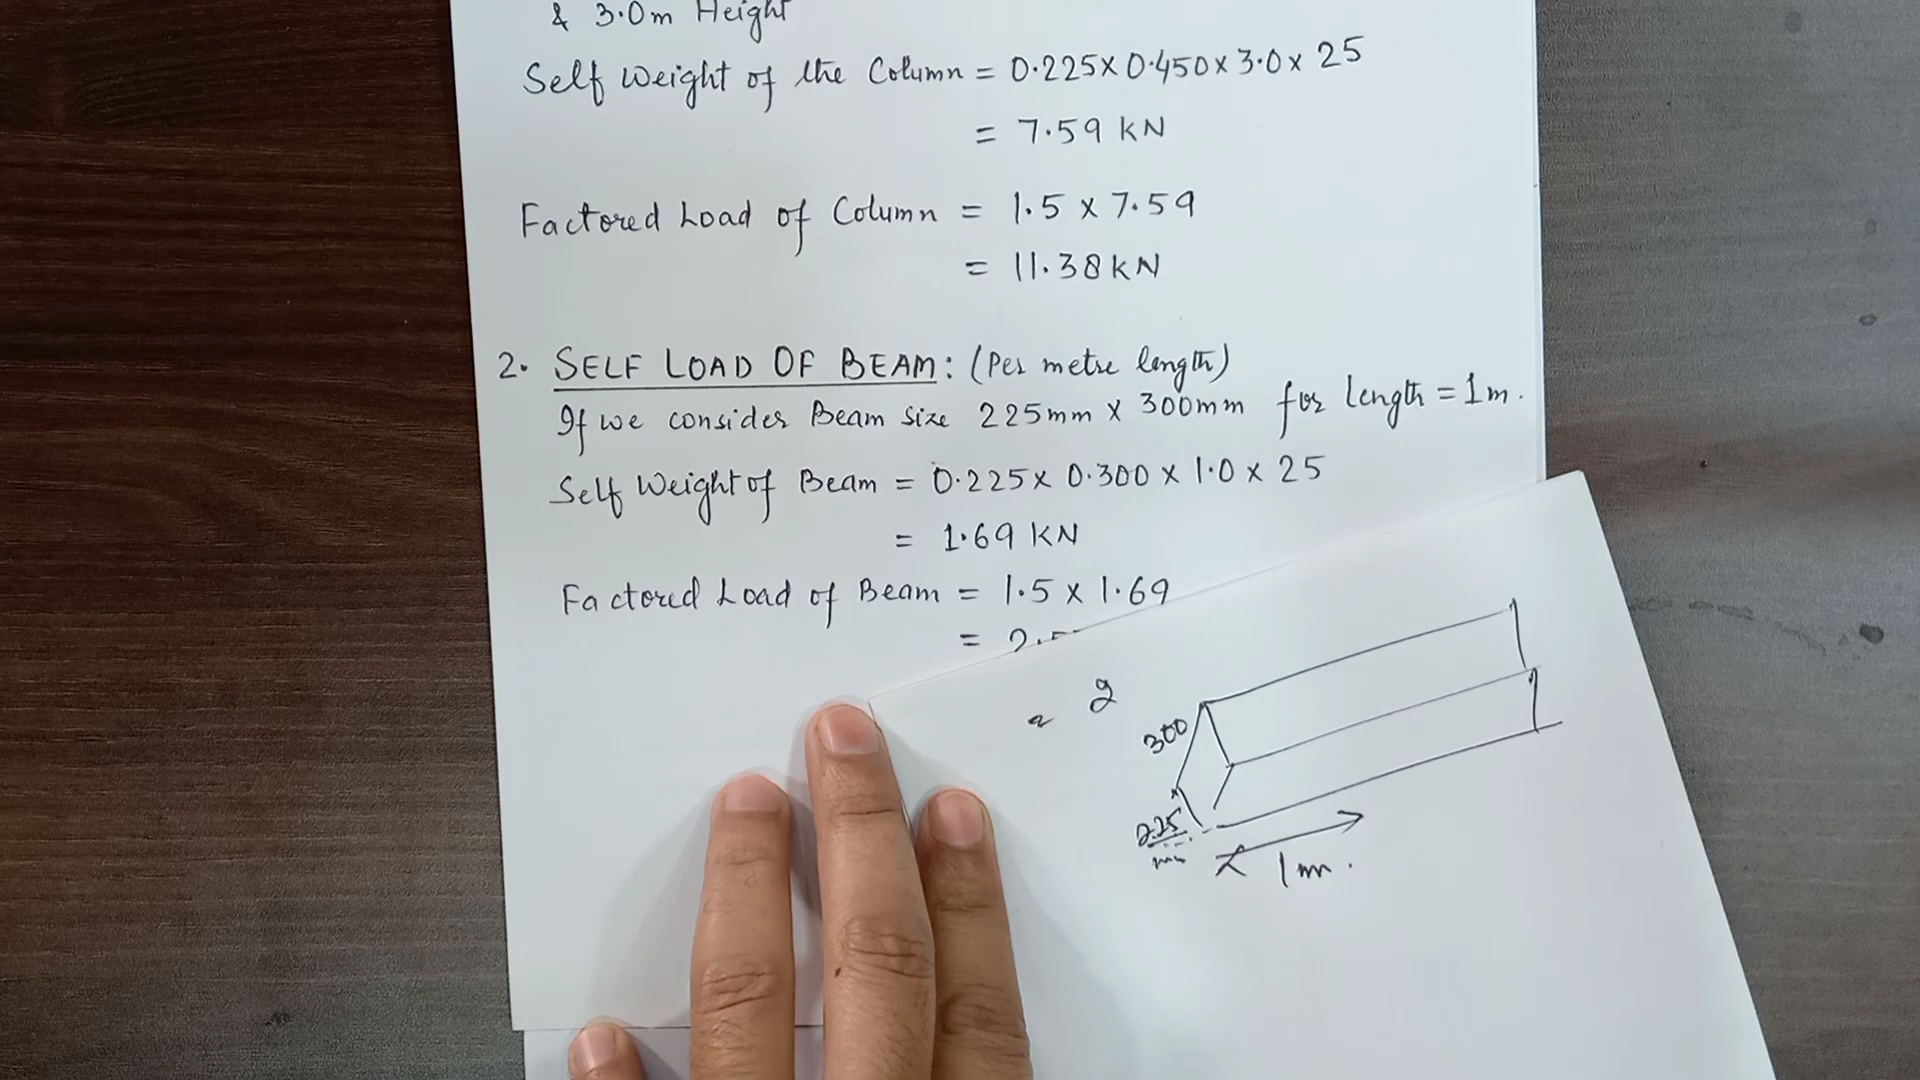 & 3.0m Height
Self Weight of the Column = 0.225 x 0.450 x 3.0 x 25
= 7.59 KN
Factored Load of Column = 1.5 x 7.59
= 11.38 KN
2. SELF LOAD OF BEAM: (Per metre length)
If we consider Beam size 225mm x 300mm for length = 1m.
Self Weight of Beam = 0.225 x 0.300 x 1.0 x 25
= 1.69 KN
Factored Load of Beam = 1.5 x 1.69
= 2.5
300
225
mm
1m.